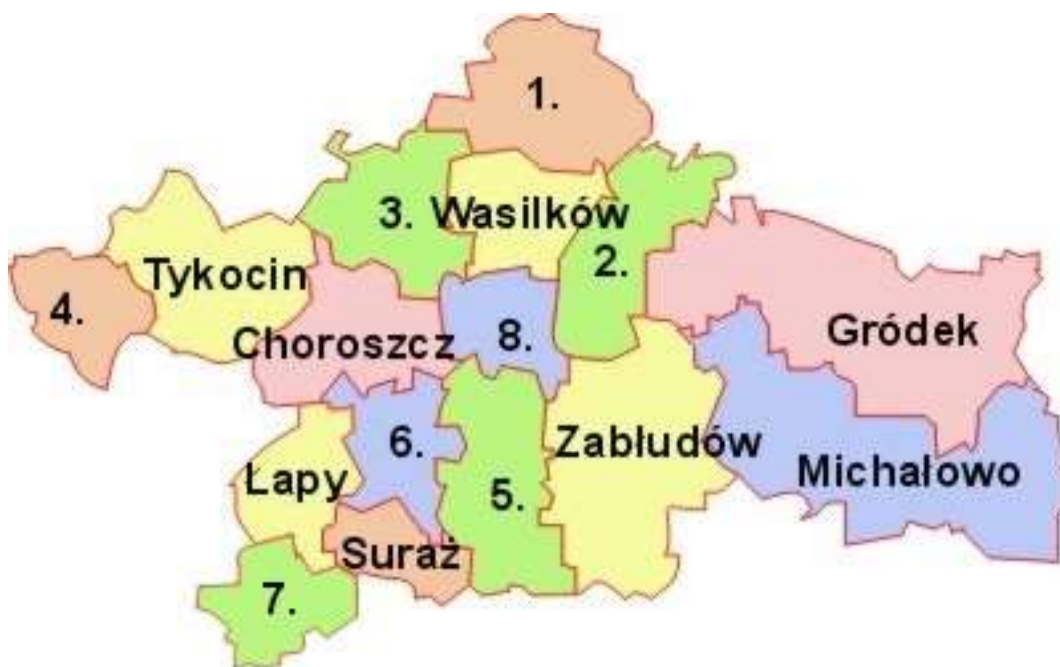 1.
3.
Wasilków
2.
Tykocin
4.
Choroszcz
8.
Gródek
6.
Zabłudów
Łapy
5.
Michałowo
Suraż
7.